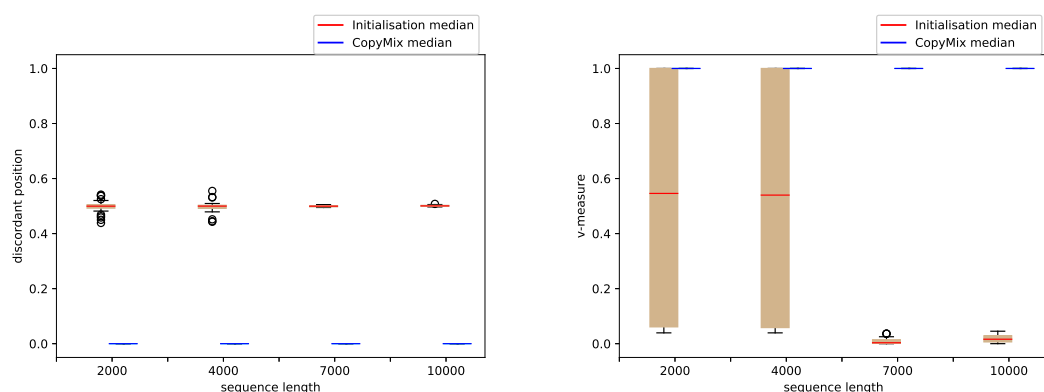 Initialisation median
CopyMix median
1.0
0.8
0.6
0.4
0.2
0.0
discordant position
2000 4000 7000 10000
sequence length
Initialisation median
CopyMix median
1.0
0.8
0.6
0.4
0.2
0.0
v-measure
2000 4000 7000 10000
sequence length